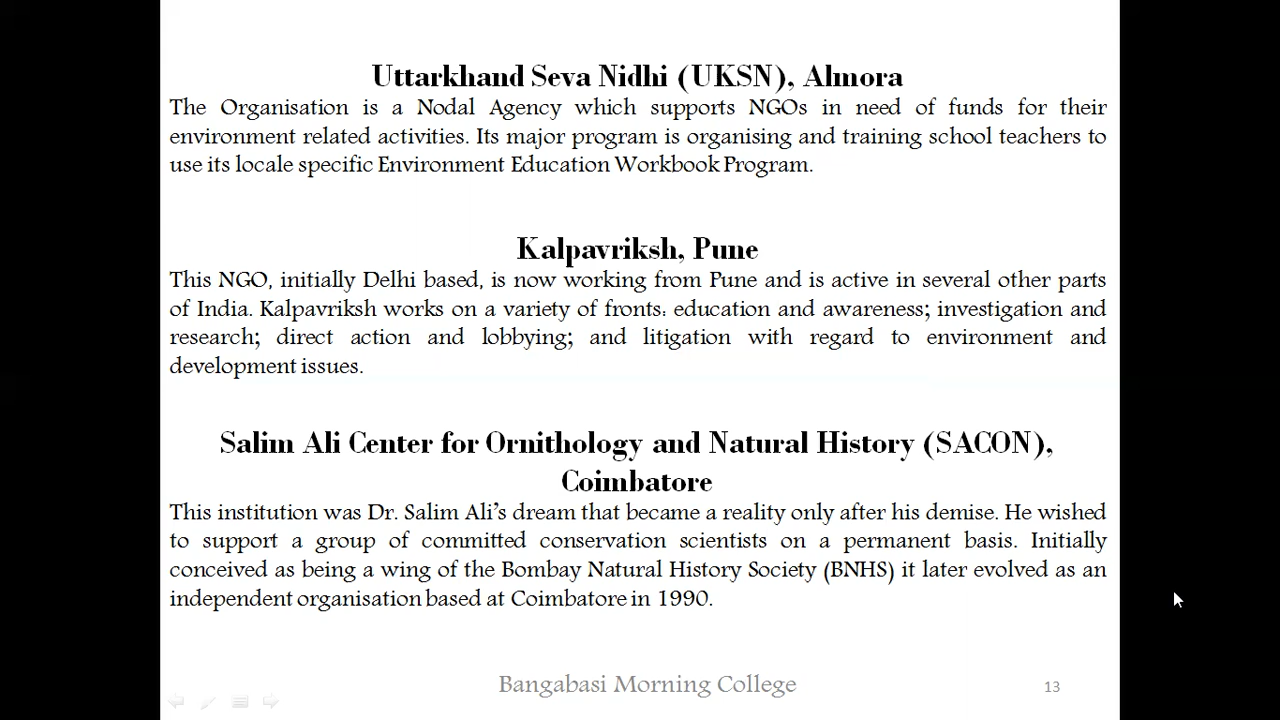 Uttarkhand Seva Nidhi (UKSN), Almora
The Organisation is a Nodal Agency which supports NGOs in need of funds for their
environment related activities. Its major program is organising and training school teachers to
use its locale specific Environment Education Workbook Program.
Kalpavriksh, Pune
This NGO, initially Delhi based, is now working from Pune and is active in several other parts
of India. Kalpavriksh works on a variety of fronts: education and awareness; investigation and
research; direct action and lobbying; and litigation with regard to environment and
development issues.
Salim Ali Center for Ornithology and Natural History (SACON),
Coimbatore
This institution was Dr. Salim Ali’s dream that became a reality only after his demise. He wished
to support a group of committed conservation scientists on a permanent basis. Initially
conceived as being a wing of the Bombay Natural History Society (BNHS) it later evolved as an
independent organisation based at Coimbatore in 1990.
Bangabasi Morning College
13